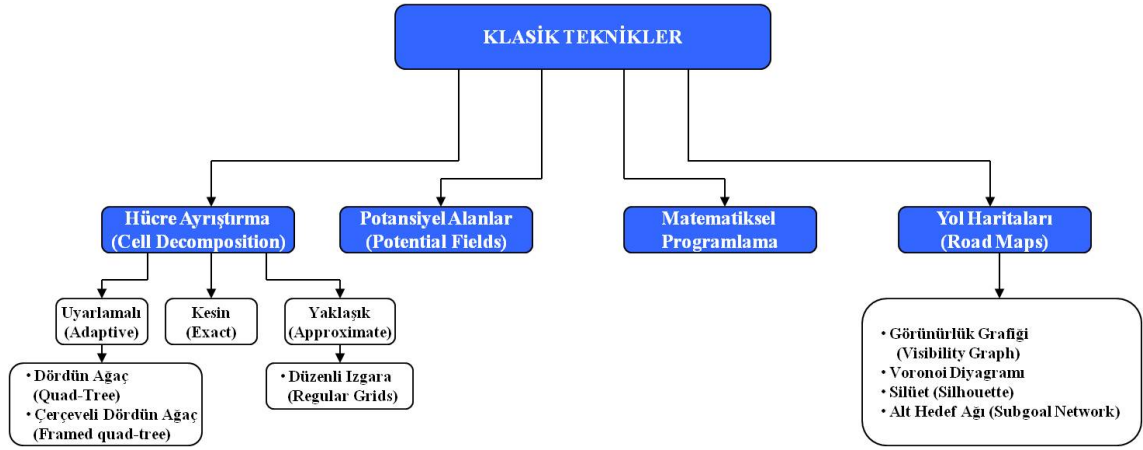 KLASİK TEKNİKLER
Hücre Ayrıştırma
(Cell Decomposition)
Potansiyel Alanlar
(Potential Fields)
Matematiksel
Programlama
Yol Haritaları
(Road Maps)
Uyarlamalı
(Adaptive)
Kesin
(Exact)
Yaklaşık
(Approximate)
• Dördün Ağaç
(Quad-Tree)
• Çerçeveli Dördün Ağaç
(Framed quad-tree)
• Düzenli Izgara
(Regular Grids)
• Görünürlük Grafiği
(Visibility Graph)
• Voronoi Diyagramı
• Silüet (Silhouette)
• Alt Hedef Ağı (Subgoal Network)